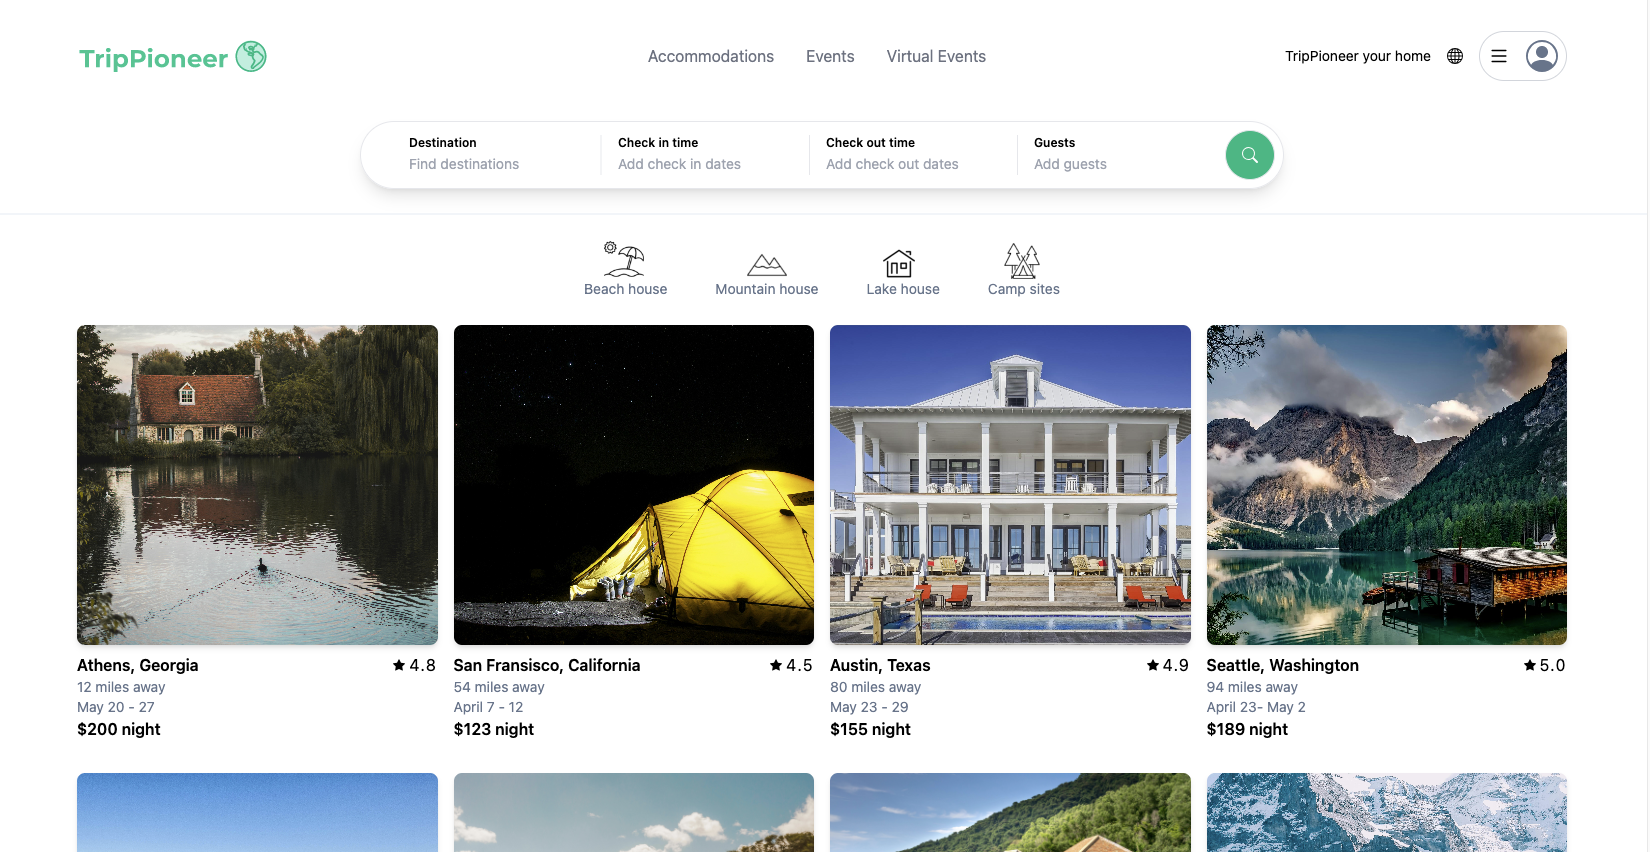 TripPioneer
Accommodations
Events
Virtual Events
TripPioneer your home
Destination
Find destinations
Check in time
Add check in dates
Check out time
Add check out dates
Guests
Add guests
Beach house
Mountain house
Lake house
Camp sites
Athens, Georgia
4.8
12 miles away
May 20 - 27
$200 night
San Fransisco, California
4.5
54 miles away
April 7 - 12
$123 night
Austin, Texas
4.9
80 miles away
May 23 - 29
$155 night
Seattle, Washington
5.0
94 miles away
April 23- May 2
$189 night